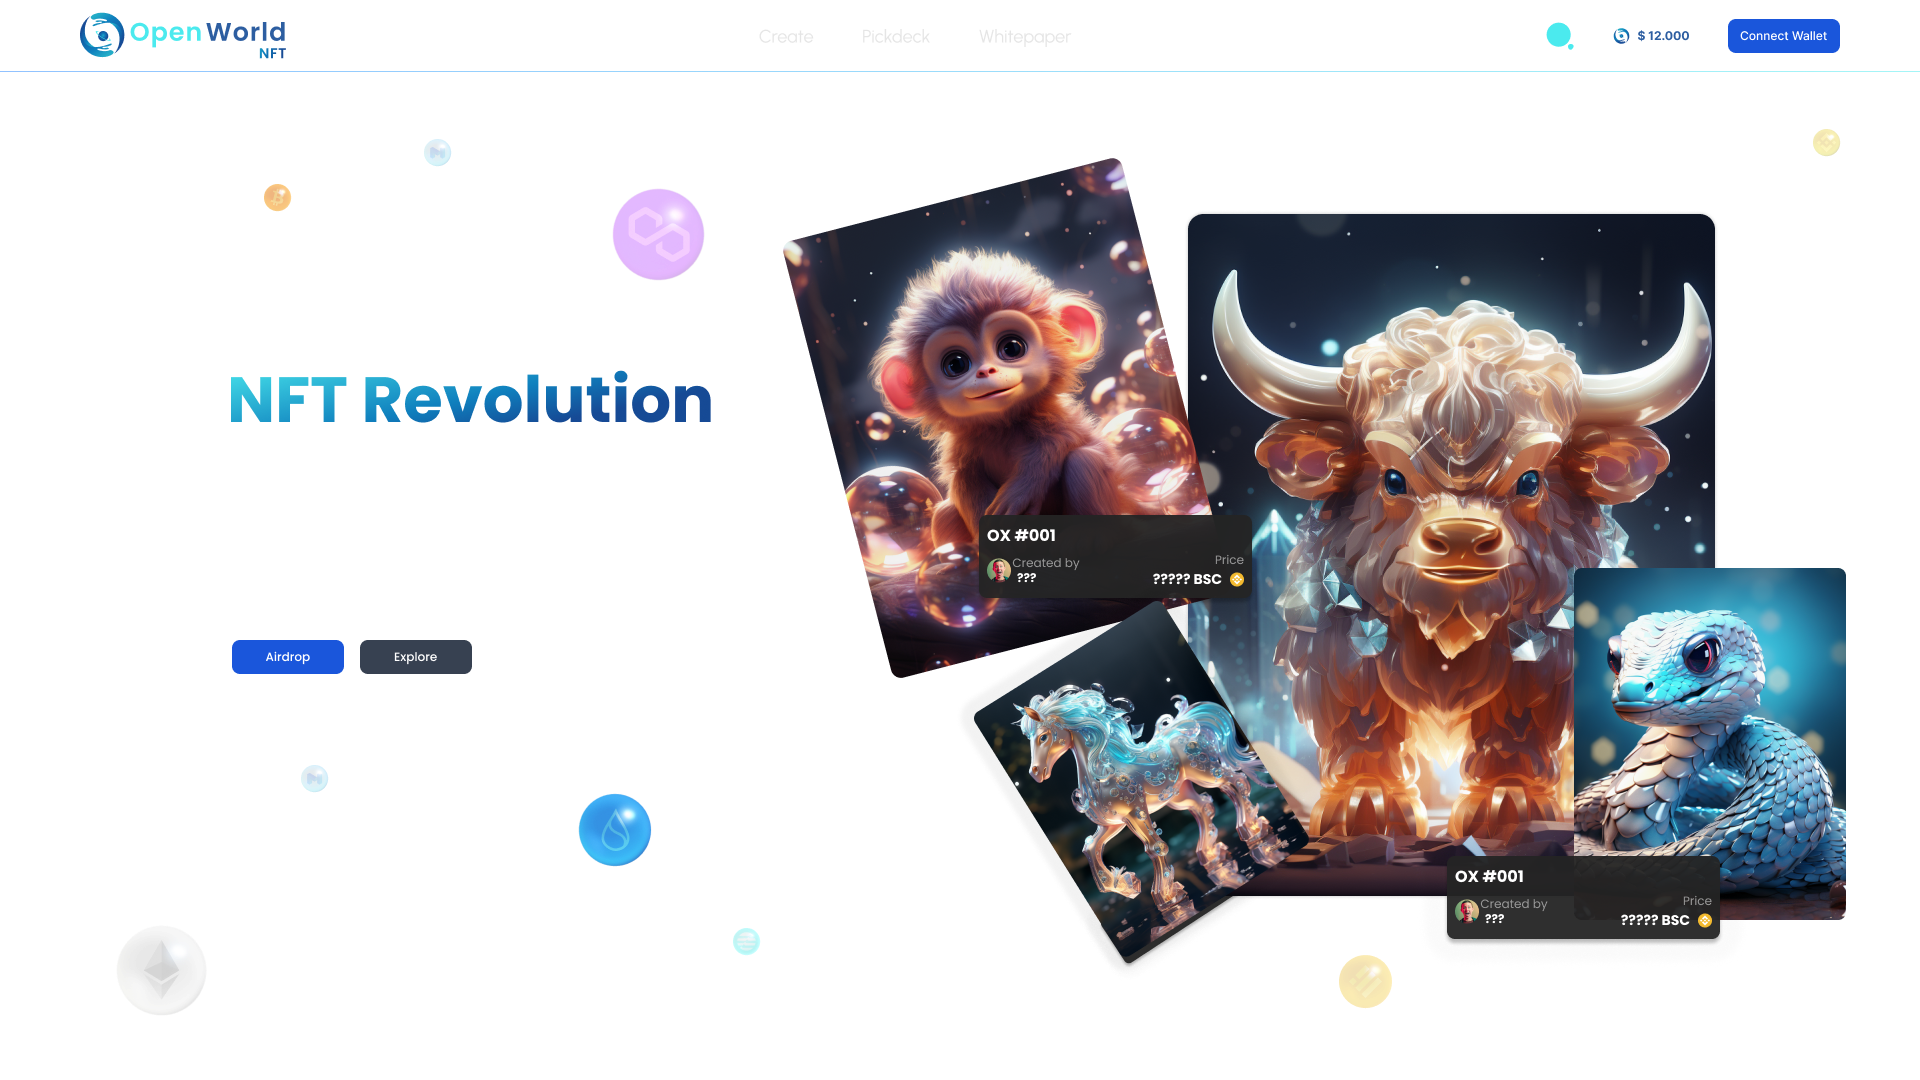 Open World
NFT
Create
Pickdeck
Whitepaper
$ 12.000
Connect Wallet
NFT Revolution
Airdrop
Explore
OX #001
Created by
???
Price
????? BSC
OX #001
Created by
???
Price
????? BSC